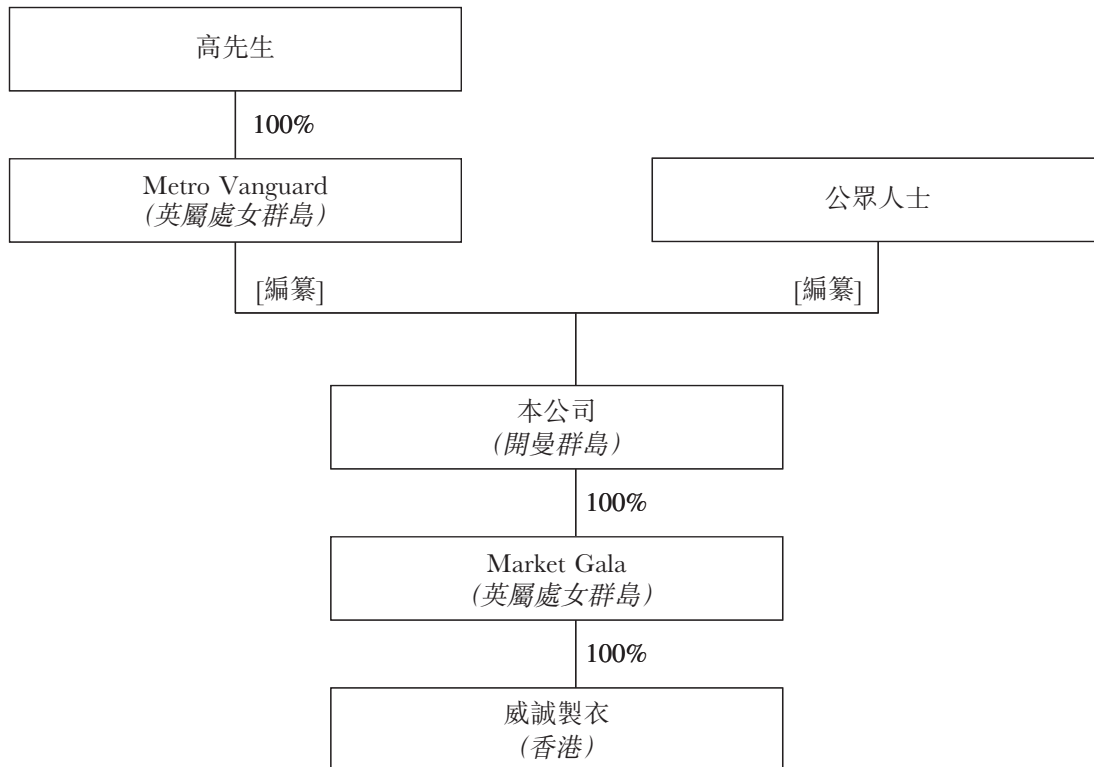 高先生
100%
Metro Vanguard
(英屬處女群島)
公眾人士
[編纂]
[編纂]
本公司
(開曼群島)
100%
Market Gala
(英屬處女群島)
100%
威誠製衣
(香港)